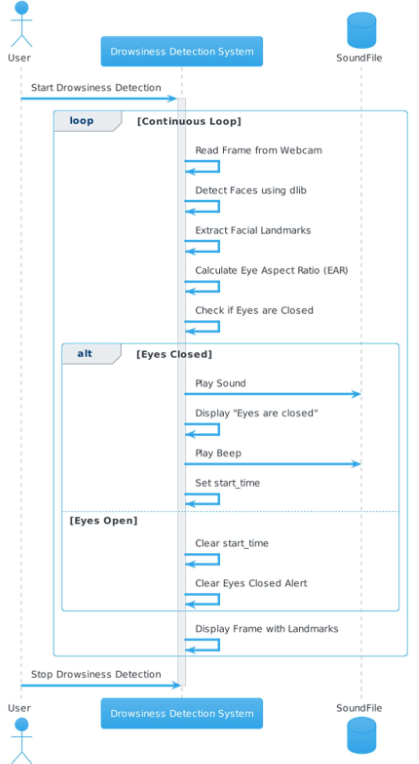 User
Drowsiness Detection System
SoundFile
Start Drowsiness Detection
loop
[Continuous Loop]
Read Frame from Webcam
Detect Faces using dlib
Extract Facial Landmarks
Calculate Eye Aspect Ratio (EAR)
Check if Eyes are Closed
alt
[Eyes Closed]
Play Sound
Display "Eyes are closed"
Play Beep
Set start_time
[Eyes Open]
Clear start_time
Clear Eyes Closed Alert
Display Frame with Landmarks
Stop Drowsiness Detection
User
Drowsiness Detection System
SoundFile